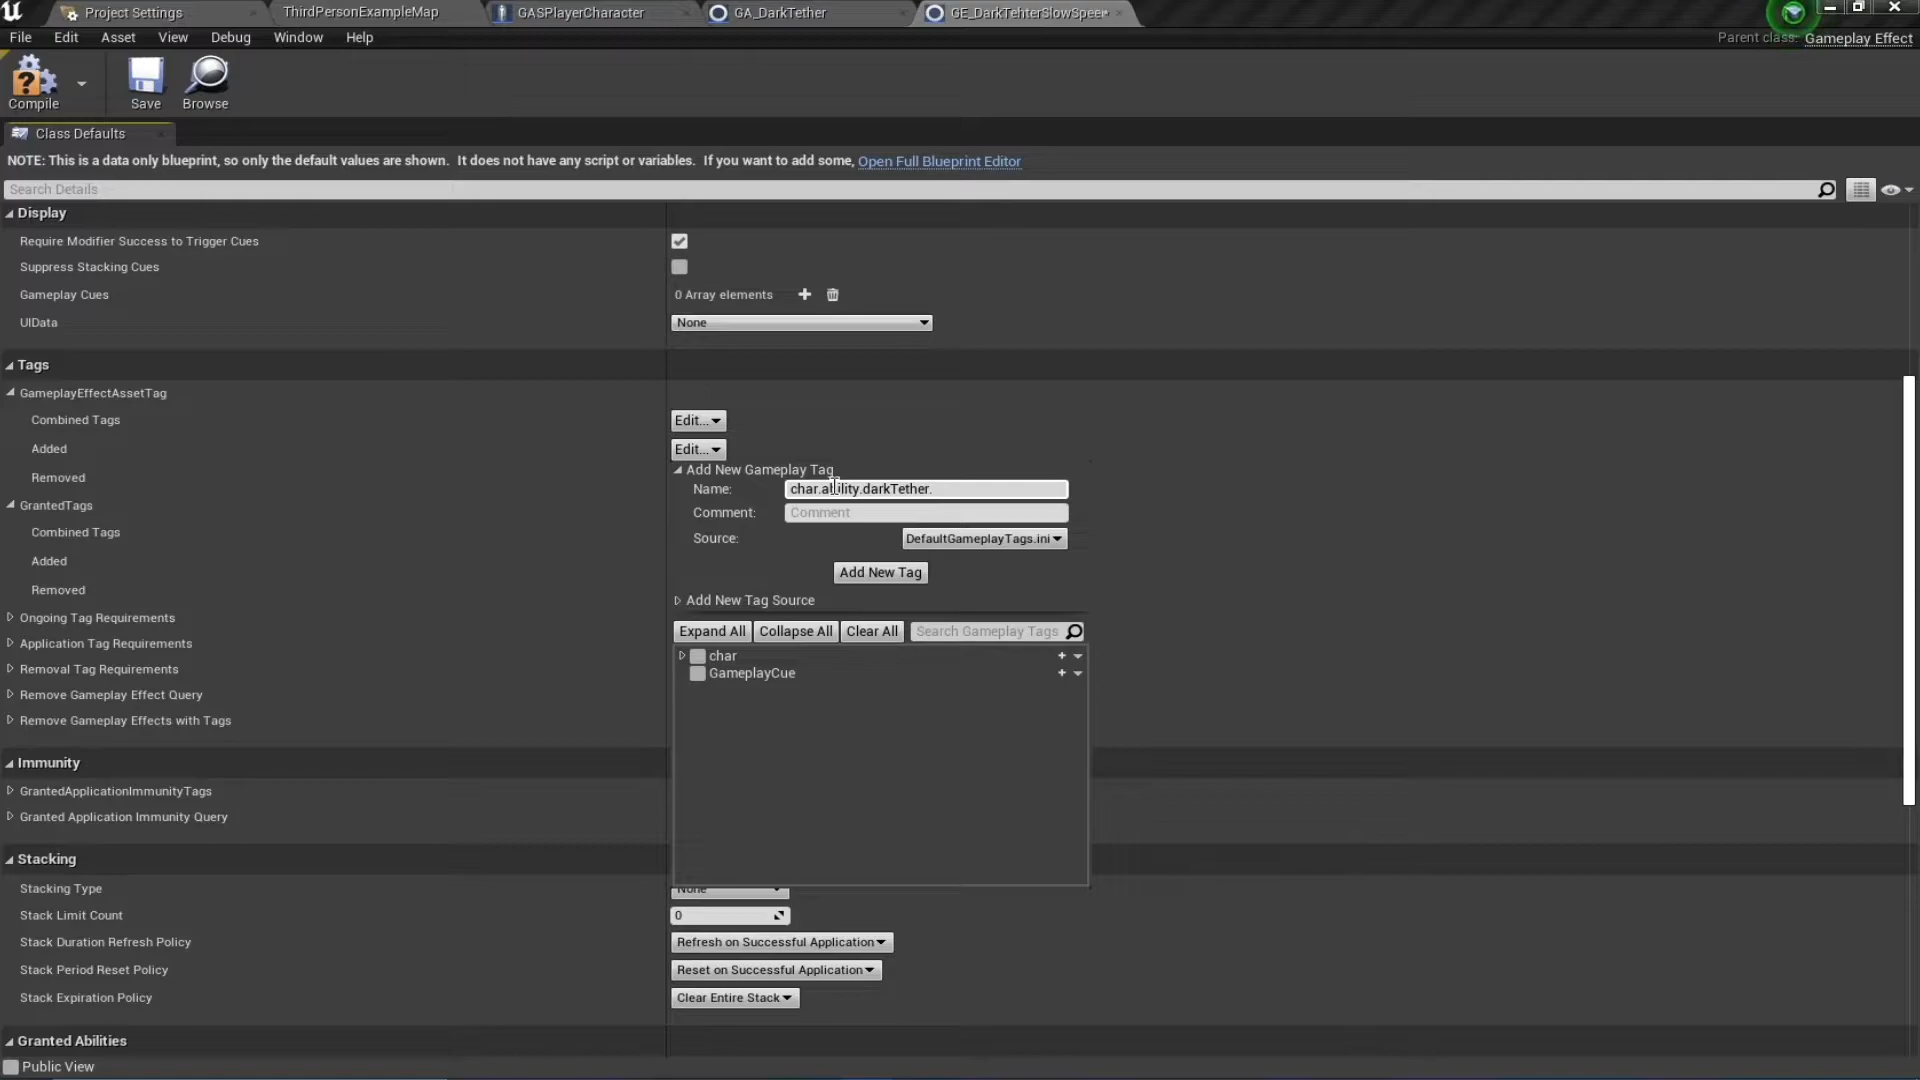 Project Settings ThirdPersonExampleMap GASPlayerCharacter GA_DarkTether GE_DarkTehterSlowSpeed
File Edit Asset View Debug Window Help Parent class: Gameplay Effect
Compile Save Browse
Class Defaults
NOTE: This is a data only blueprint, so only the default values are shown. It does not have any script or variables. If you want to add some, Open Full Blueprint Editor
Search Details
Display
Require Modifier Success to Trigger Cues
Suppress Stacking Cues
Gameplay Cues 0 Array elements
UIData None
Tags
GameplayEffectAssetTag
Combined Tags Edit...
Added Edit...
Removed
Add New Gameplay Tag
Name: char.ability.darkTether.
GrantedTags
Comment: Comment
Combined Tags
Source: DefaultGameplayTags.ini
Added
Add New Tag
Removed
Add New Tag Source
Ongoing Tag Requirements
Expand All Collapse All Clear All Search Gameplay Tags
Application Tag Requirements
char
Removal Tag Requirements
GameplayCue
Remove Gameplay Effect Query
Remove Gameplay Effects with Tags
Immunity
GrantedApplicationImmunityTags
Granted Application Immunity Query
Stacking
Stacking Type None
Stack Limit Count 0
Stack Duration Refresh Policy Refresh on Successful Application
Stack Period Reset Policy Reset on Successful Application
Stack Expiration Policy Clear Entire Stack
Granted Abilities
Public View